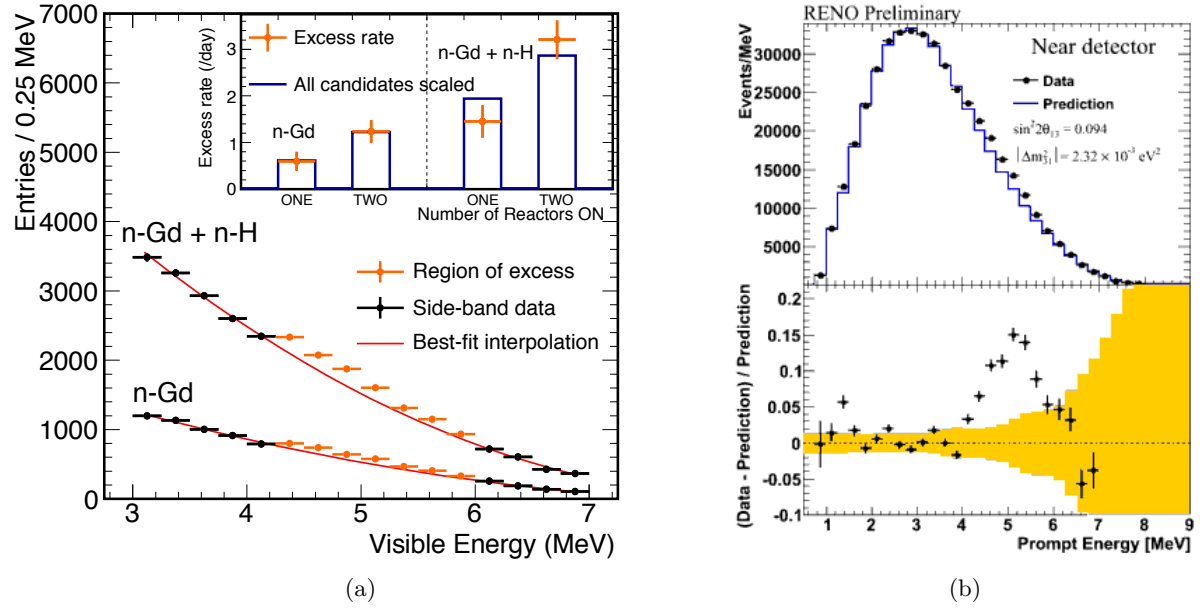 Entries / 0.25 MeV
7000
6000
5000
4000
3000
2000
1000
0
3
4
5
6
7
Visible Energy (MeV)
Excess rate (/day)
3
2
1
0
Excess rate
All candidates scaled
n-Gd
n-Gd + n-H
ONE
TWO
ONE
TWO
Number of Reactors ON
n-Gd + n-H
n-Gd
Region of excess
Side-band data
Best-fit interpolation
(a)
RENO Preliminary
Events/MeV
30000
25000
20000
15000
10000
5000
Near detector
Data
Prediction
sin²2θ₁₃ = 0.094
|Δm²₃₁| = 2.32 × 10⁻³ eV²
(Data - Prediction) / Prediction
0.2
0.15
0.1
0.05
0
-0.05
-0.1
1
2
3
4
5
6
7
8
9
Prompt Energy [MeV]
(b)